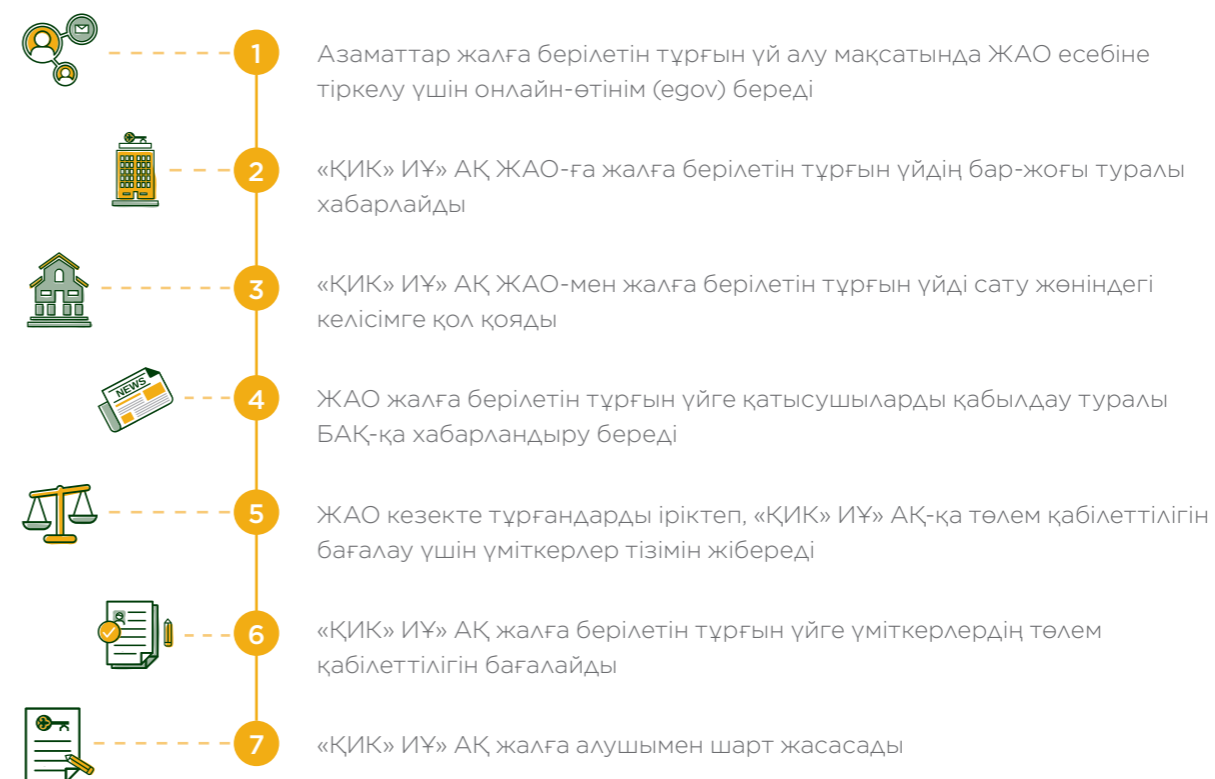 1
Азаматтар жалға берілетін тұрғын үй алу мақсатында ЖАО есебіне
тіркелу үшін онлайн-өтінім (egov) береді
2
«ҚИК» ИҰ» АҚ ЖАО-ға жалға берілетін тұрғын үйдің бар-жоғы туралы
хабарлайды
3
«ҚИК» ИҰ» АҚ ЖАО-мен жалға берілетін тұрғын үйді сату жөніндегі
келісімге қол қояды
NEWS
4
ЖАО жалға берілетін тұрғын үйге қатысушыларды қабылдау туралы
БАҚ-қа хабарландыру береді
5
ЖАО кезекте тұрғандарды іріктеп, «ҚИК» ИҰ» АҚ-қа төлем қабілеттілігін
бағалау үшін үміткерлер тізімін жібереді
6
«ҚИК» ИҰ» АҚ жалға берілетін тұрғын үйге үміткерлердің төлем
қабілеттілігін бағалайды
7
«ҚИК» ИҰ» АҚ жалға алушымен шарт жасасады